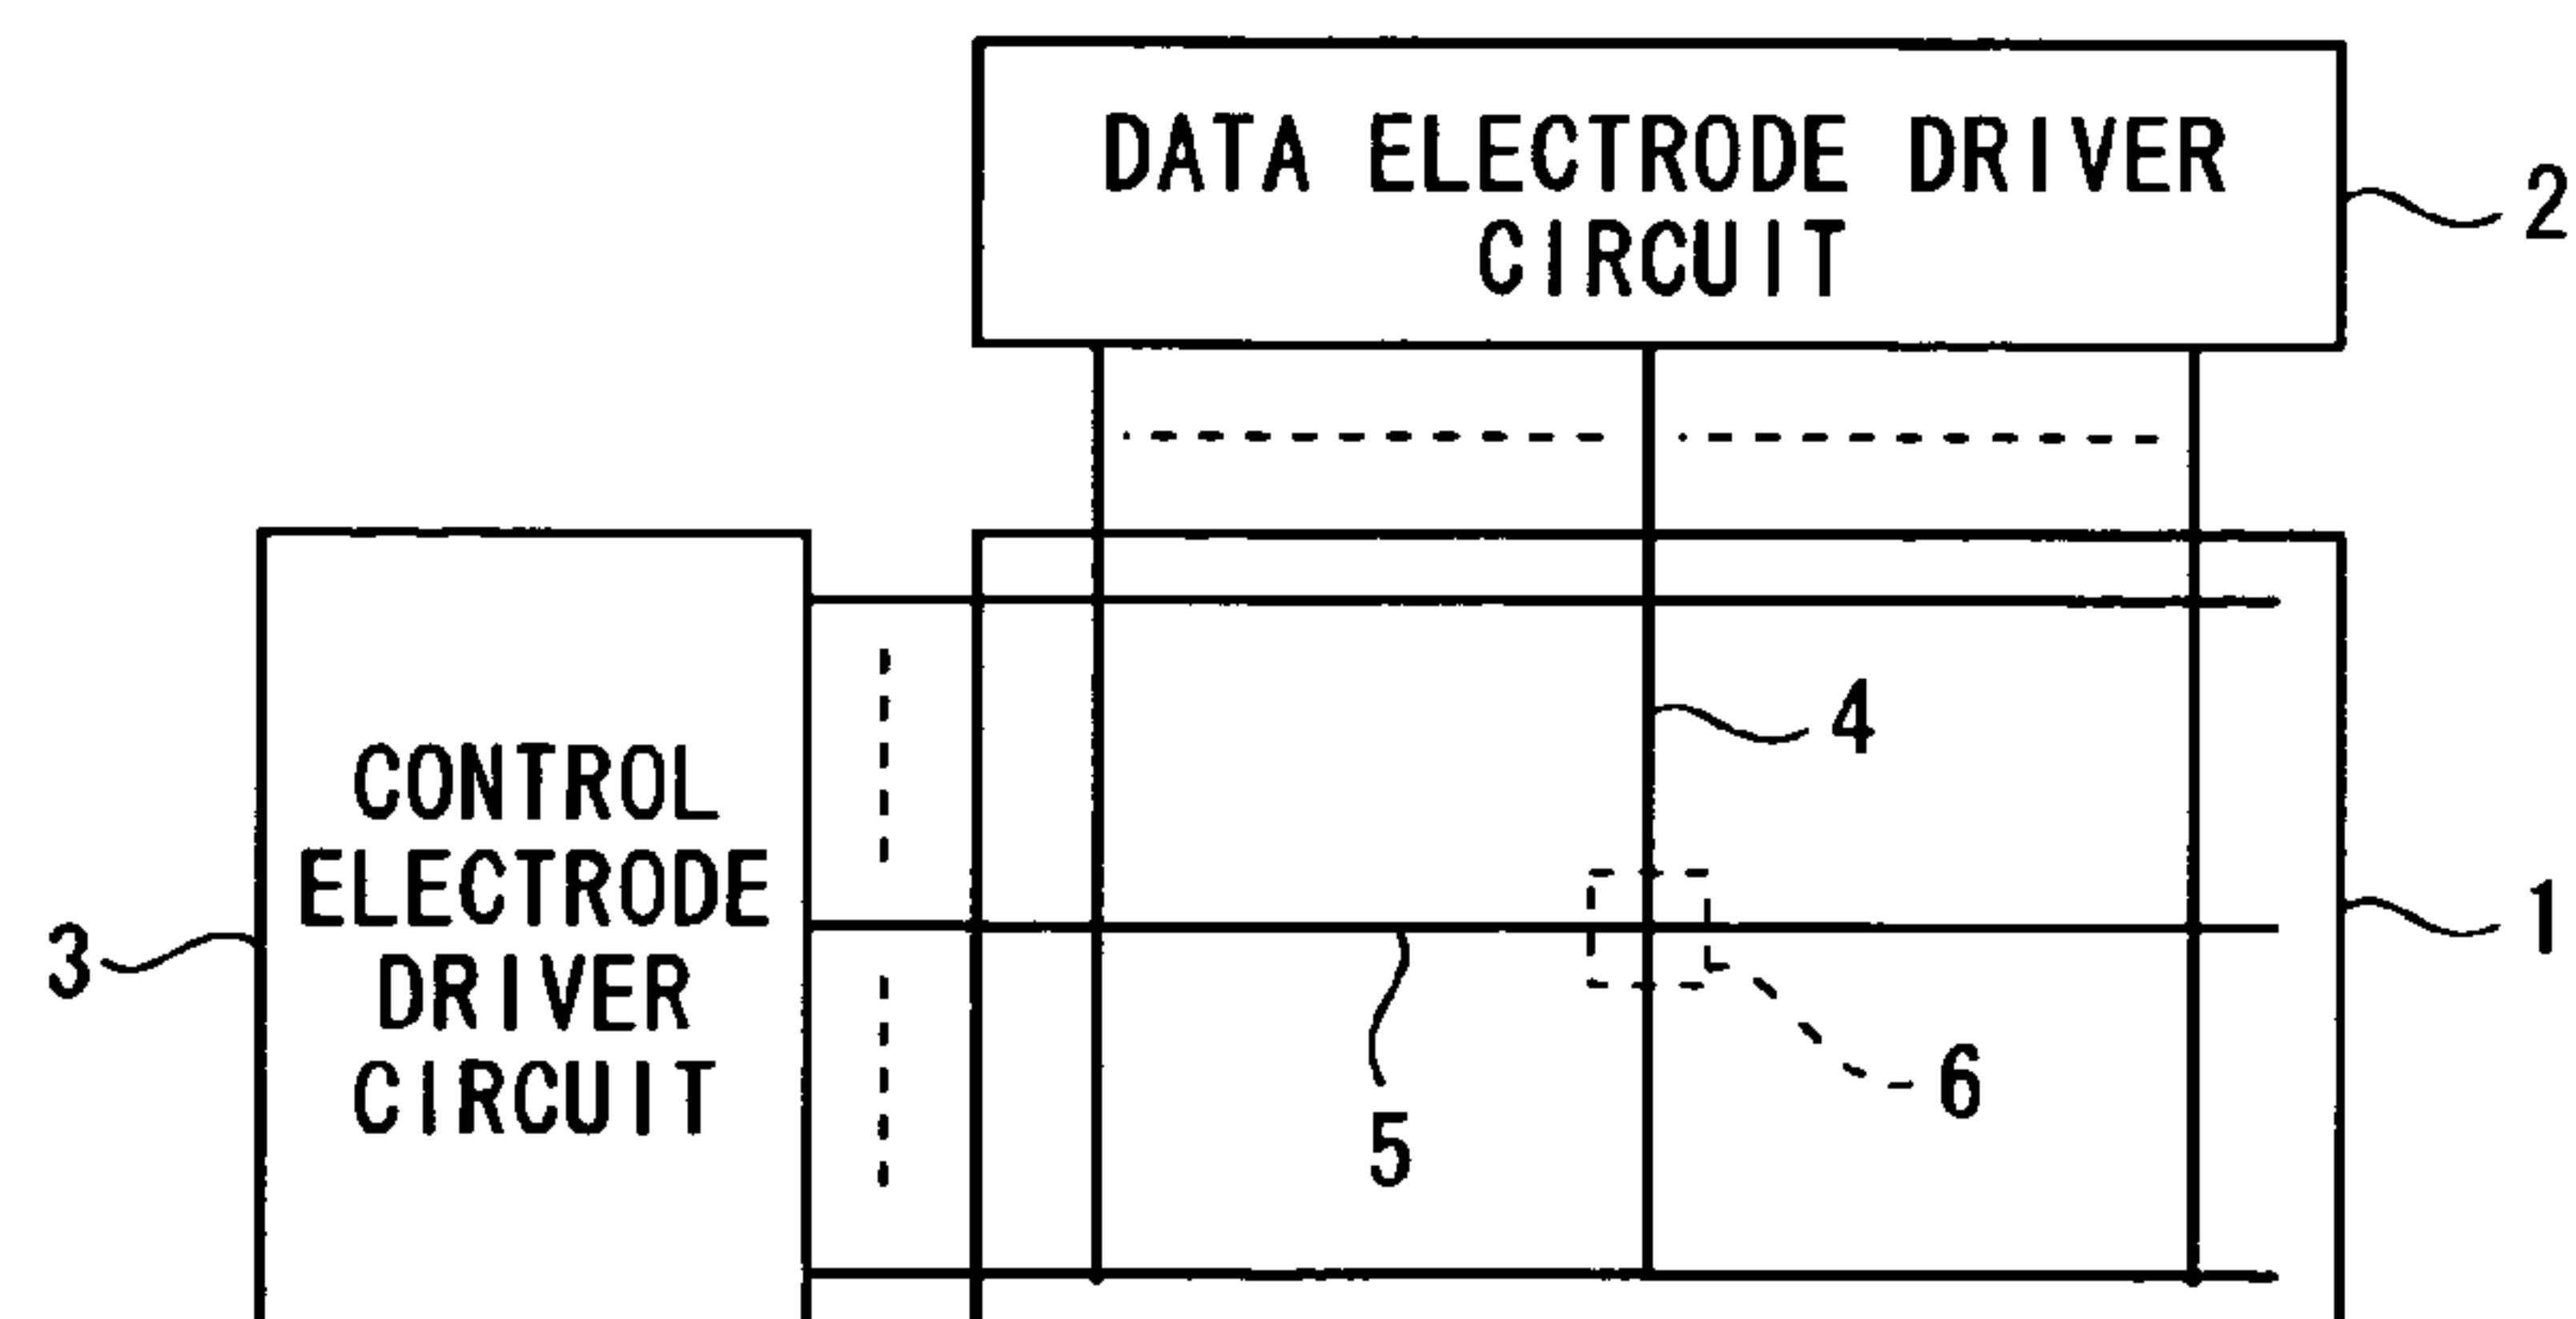 DATA ELECTRODE DRIVER
CIRCUIT
2
4
CONTROL
ELECTRODE
DRIVER
CIRCUIT
3
1
6
5